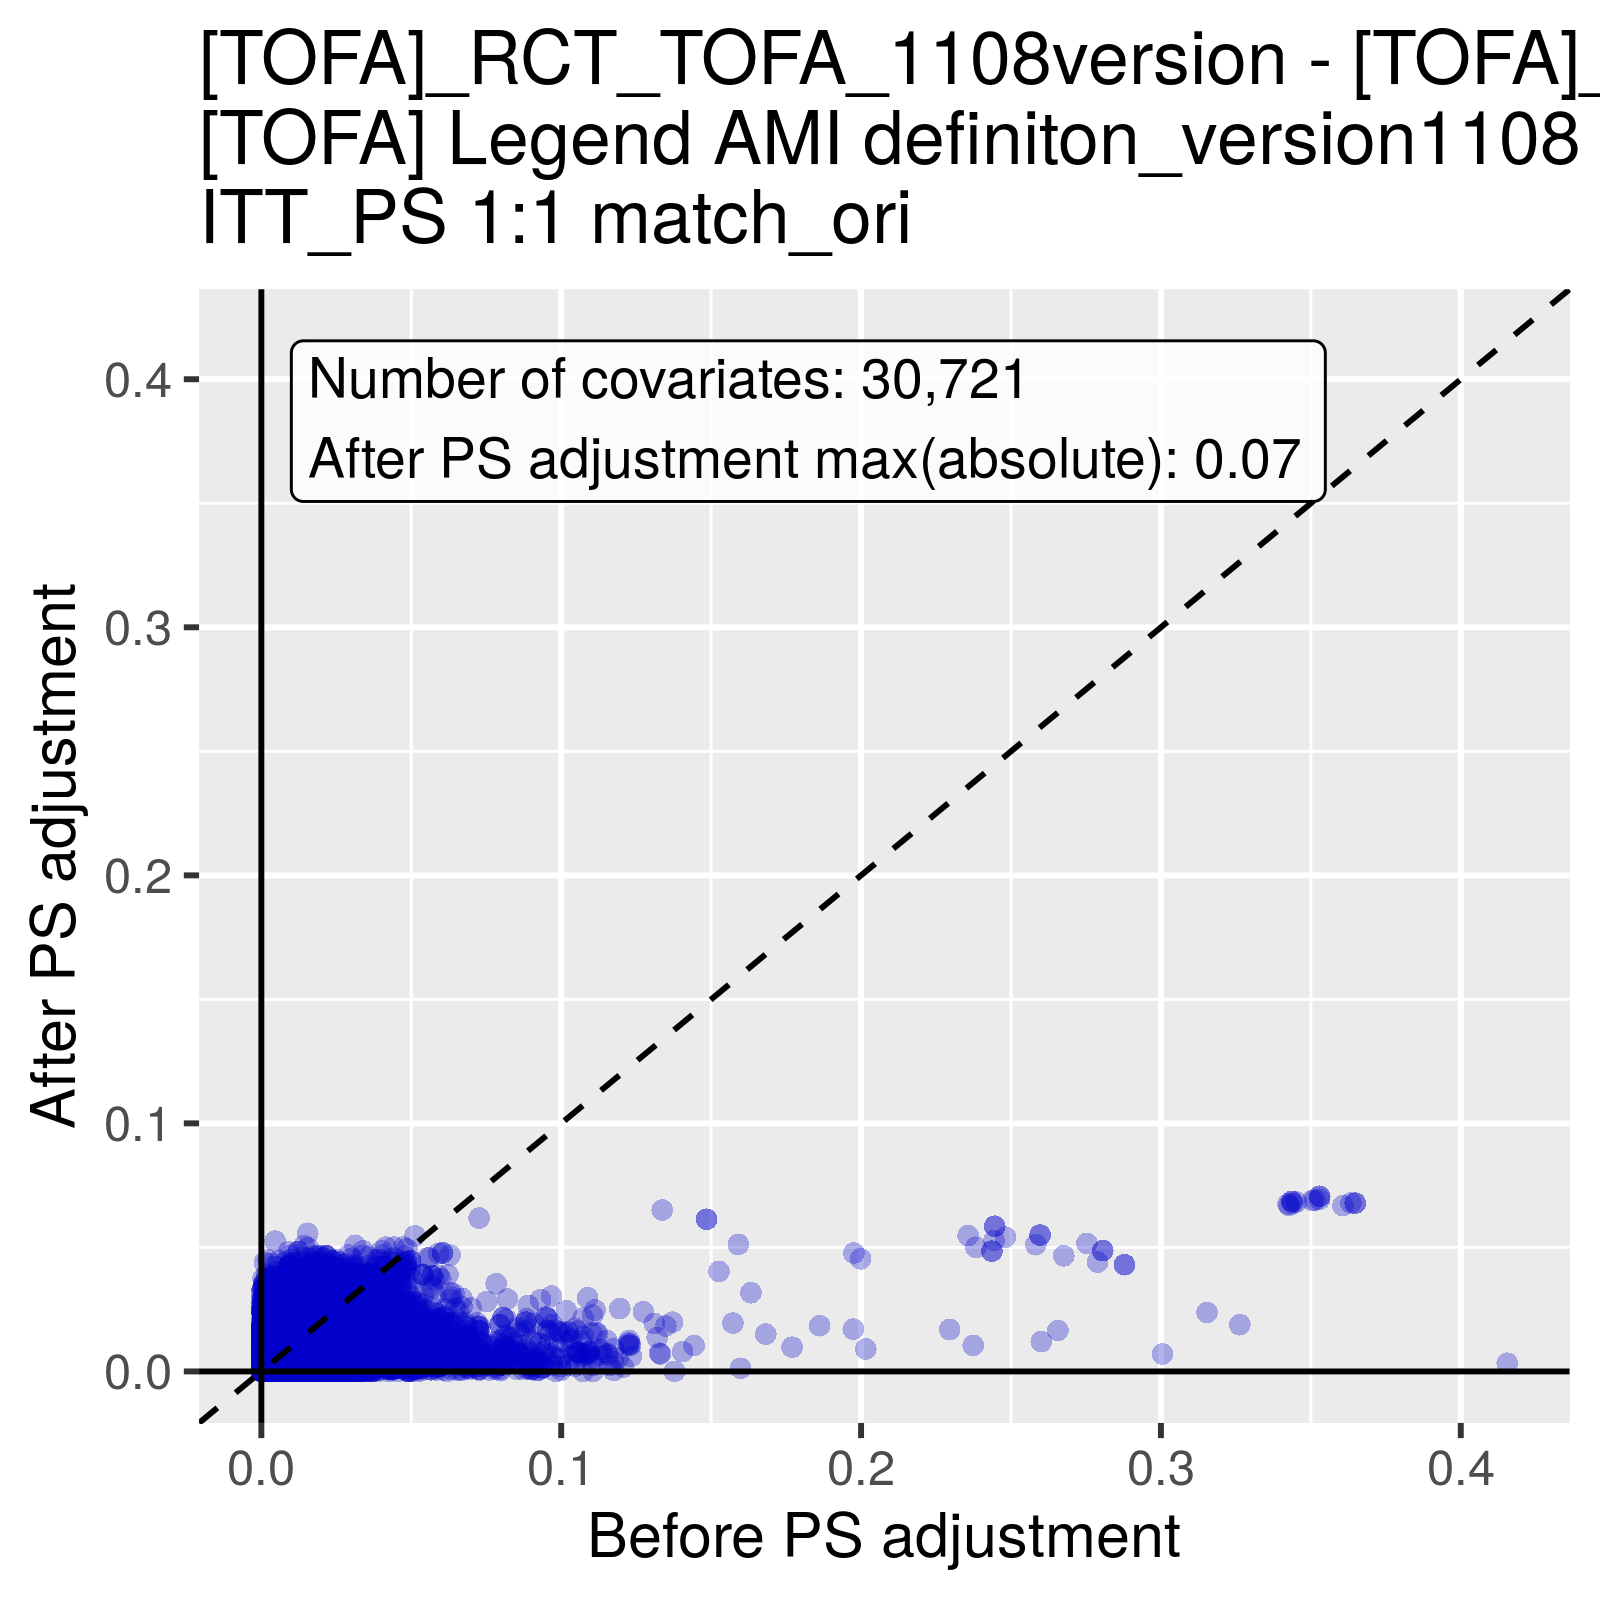 [TOFA]_RCT_TOFA_1108version - [TOFA]_
[TOFA] Legend AMI definiton_version1108
ITT_PS 1:1 match_ori
Number of covariates: 30,721
After PS adjustment max(absolute): 0.07
0.4
0.3
0.2
0.1
0.0
After PS adjustment
0.0
0.1
0.2
0.3
0.4
Before PS adjustment